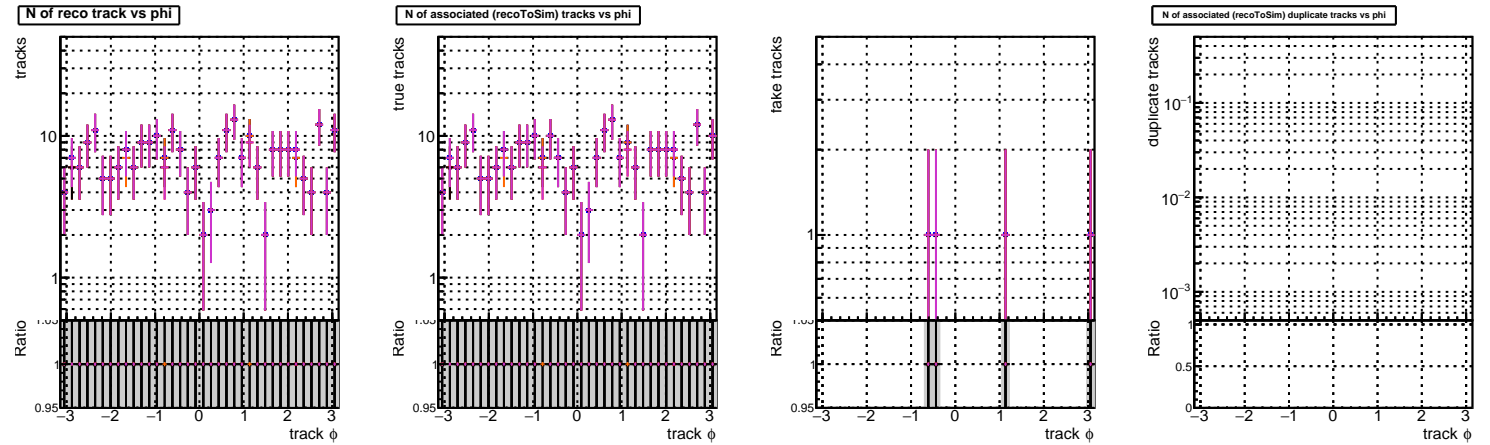 N of reco track vs phi
tracks
10
1
Ratio
1.05
1
0.95
−3 −2 −1 0 1 2 3
track ϕ
N of associated (recoToSim) tracks vs phi
true tracks
10
1
Ratio
1.05
1
0.95
−3 −2 −1 0 1 2 3
track ϕ
fake tracks
1
Ratio
1.05
1
0.95
−3 −2 −1 0 1 2 3
track ϕ
N of associated (recoToSim) duplicate tracks vs phi
duplicate tracks
10⁻¹
10⁻²
10⁻³
Ratio
1
0.5
0
−3 −2 −1 0 1 2 3
track ϕ